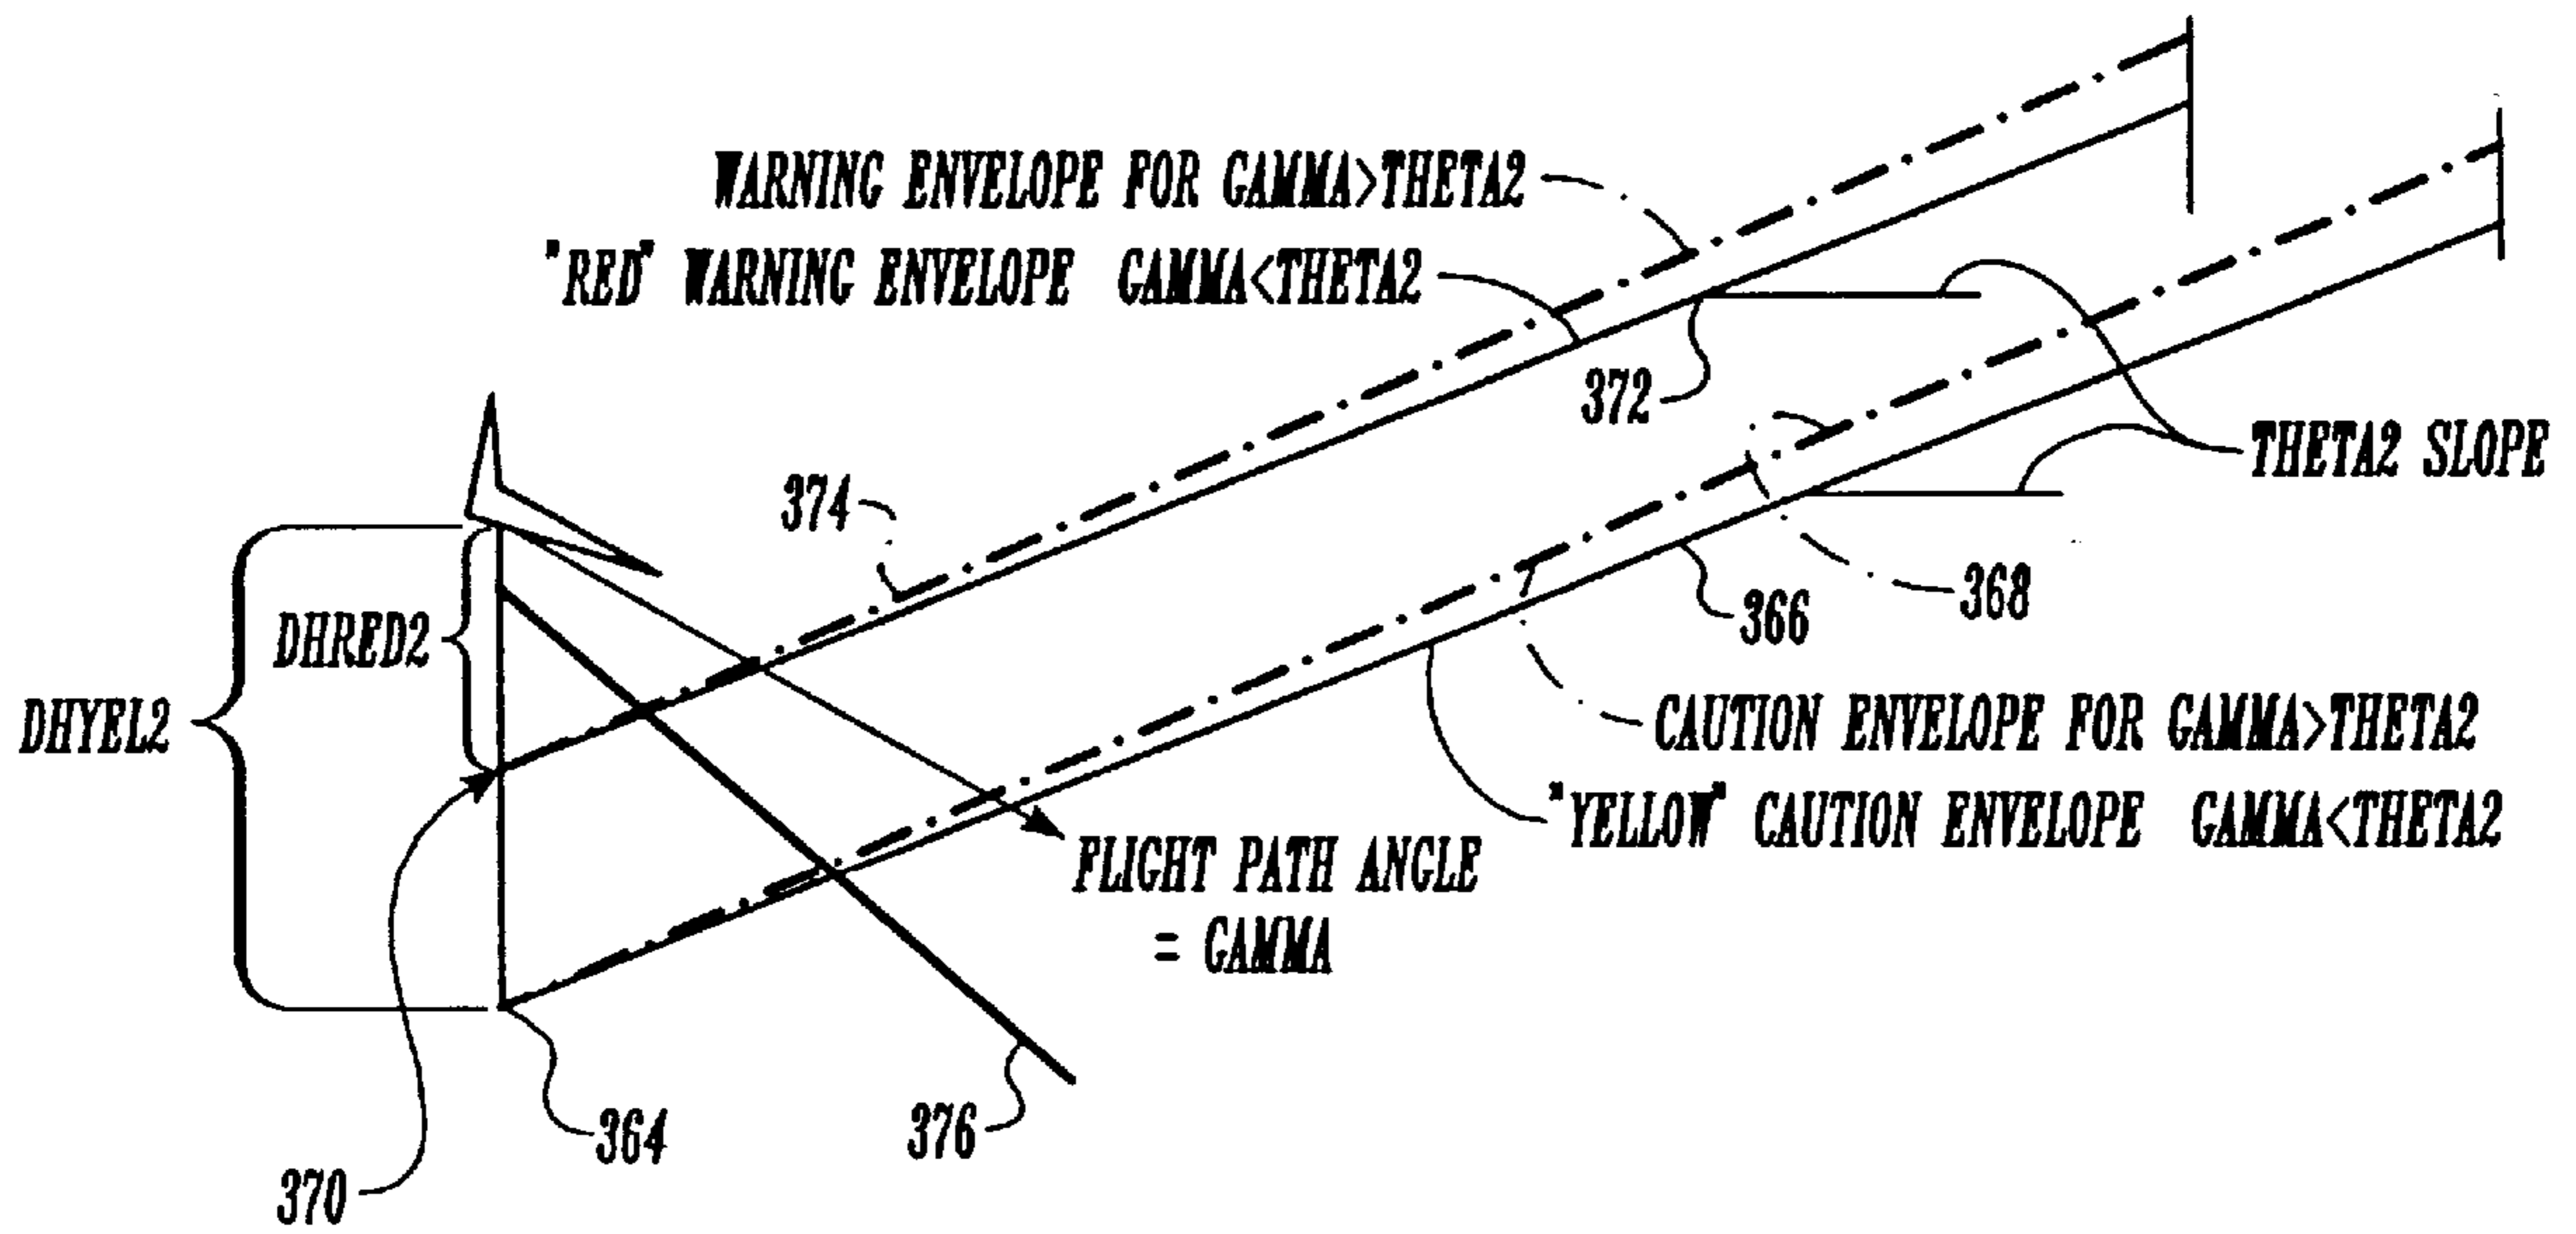 WARNING ENVELOPE FOR GAMMA>THETA2
"RED" WARNING ENVELOPE GAMMA<THETA2
372
THETA2 SLOPE
374
368
366
DHRED2
DHYEL2
CAUTION ENVELOPE FOR GAMMA>THETA2
"YELLOW" CAUTION ENVELOPE GAMMA<THETA2
FLIGHT PATH ANGLE
= GAMMA
364
376
370